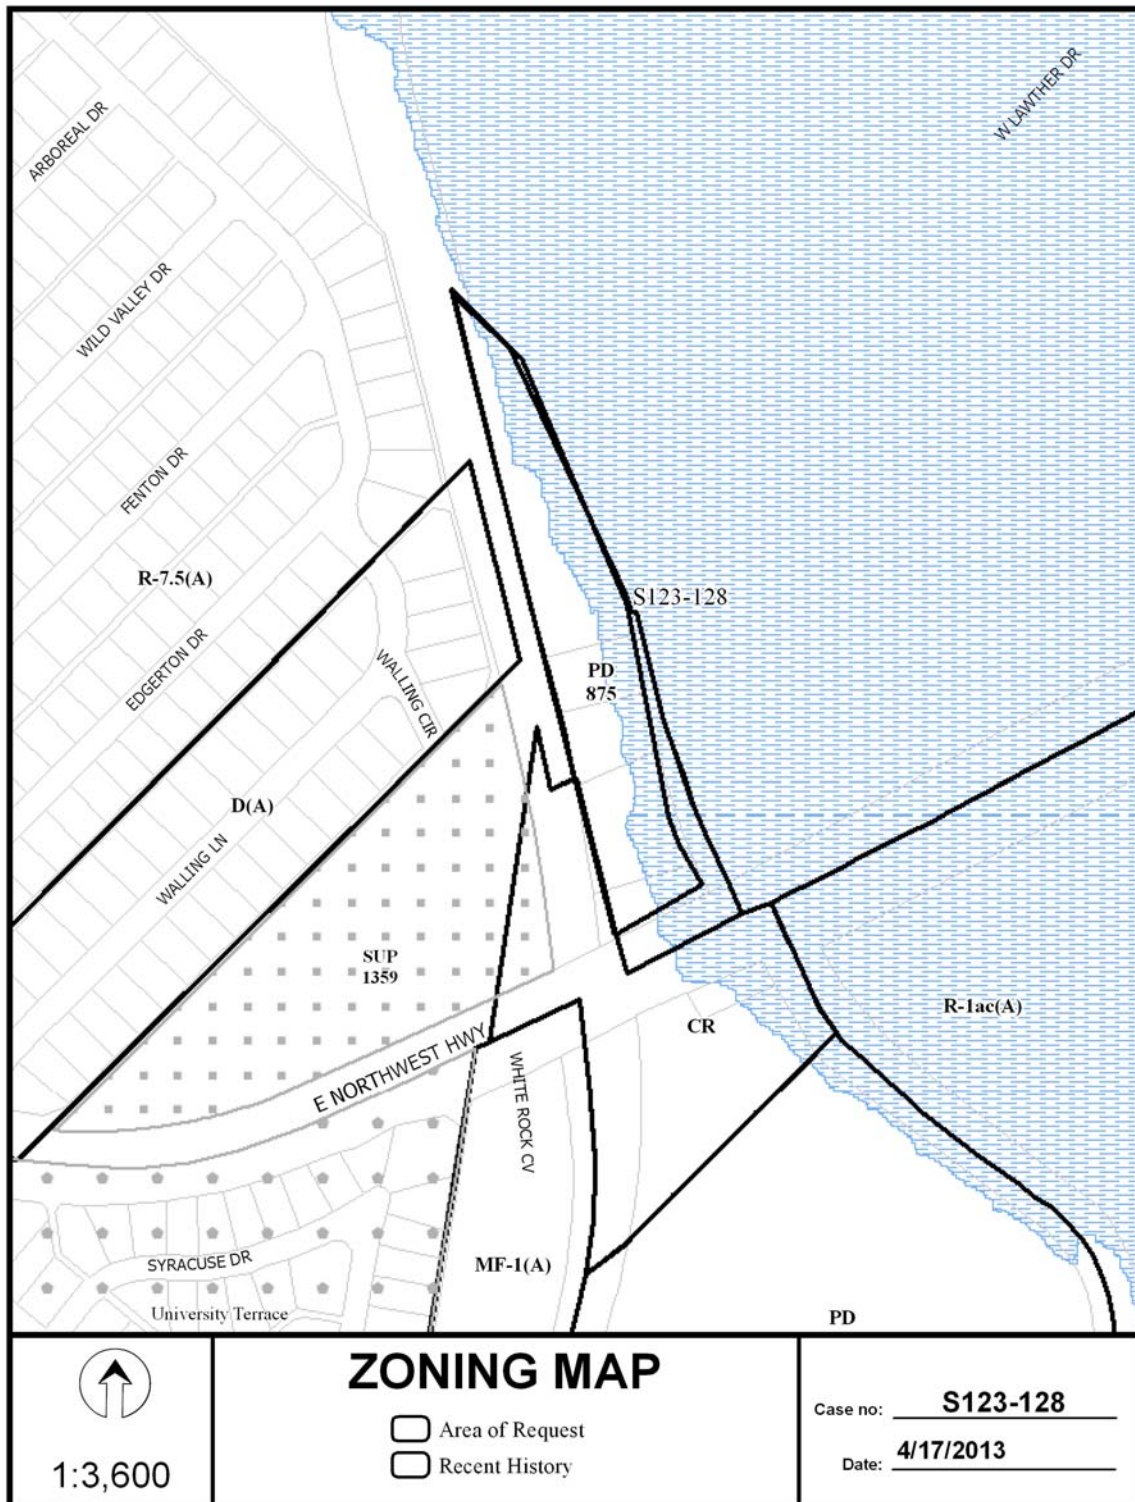 W LAWTHER DR
ARBOREAL DR
WILD VALLEY DR
FENTON DR
R-7.5(A)
S123-128
EDGERTON DR
WALLING CIR
PD
875
D(A)
WALLING LN
SUP
1359
R-1ac(A)
CR
E NORTHWEST HWY
WHITE ROCK CV
SYRACUSE DR
MF-1(A)
University Terrace
PD
1:3,600
ZONING MAP
Area of Request
Recent History
Case no: S123-128
Date: 4/17/2013